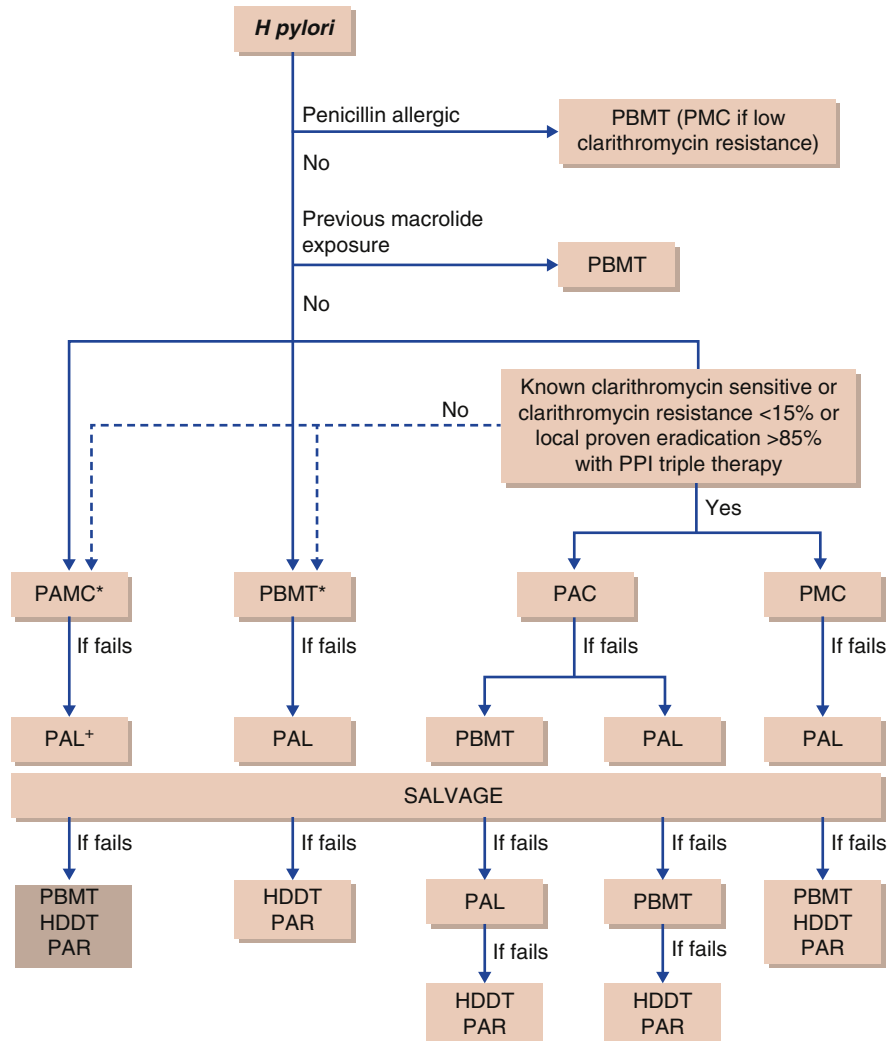 H pylori
Penicillin allergic
PBMT (PMC if low
clarithromycin resistance)
No
Previous macrolide
exposure
PBMT
No
Known clarithromycin sensitive or
clarithromycin resistance <15% or
local proven eradication >85%
with PPI triple therapy
No
Yes
PAMC*
PBMT*
PAC
PMC
If fails
If fails
If fails
If fails
PAL+
PAL
PBMT
PAL
PAL
SALVAGE
If fails
If fails
If fails
If fails
If fails
PBMT
HDDT
PAR
HDDT
PAR
PAL
PBMT
PBMT
HDDT
PAR
If fails
If fails
HDDT
PAR
HDDT
PAR